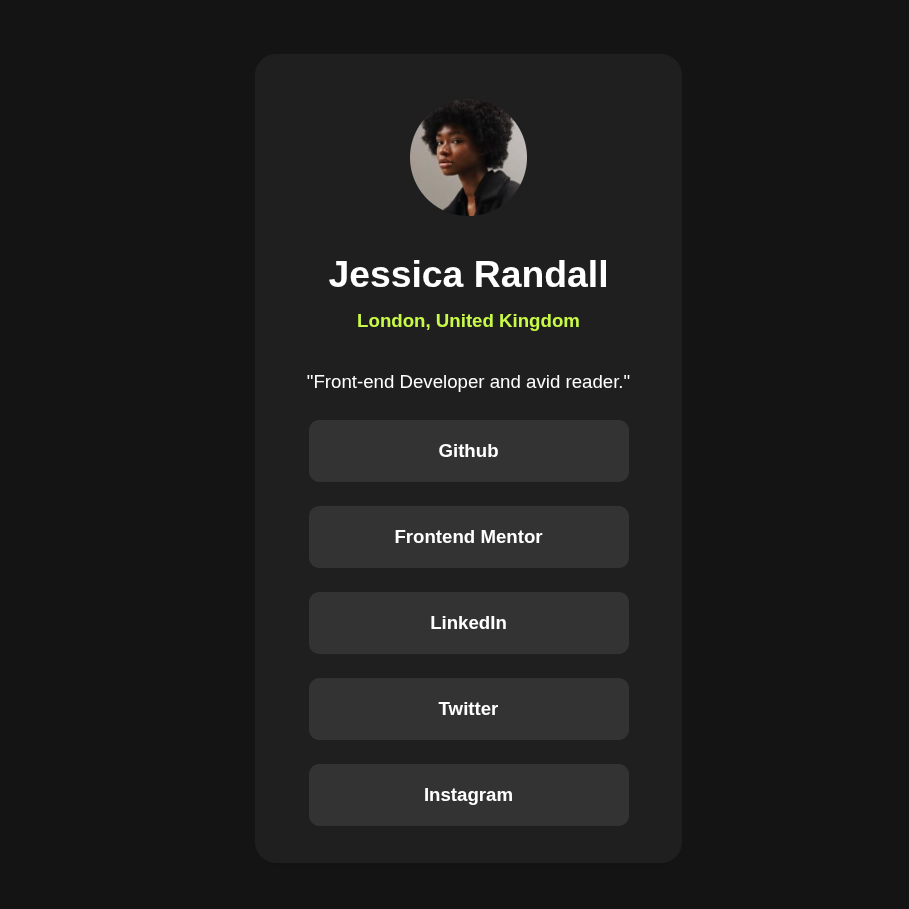 Jessica Randall
London, United Kingdom
"Front-end Developer and avid reader."
Github
Frontend Mentor
LinkedIn
Twitter
Instagram